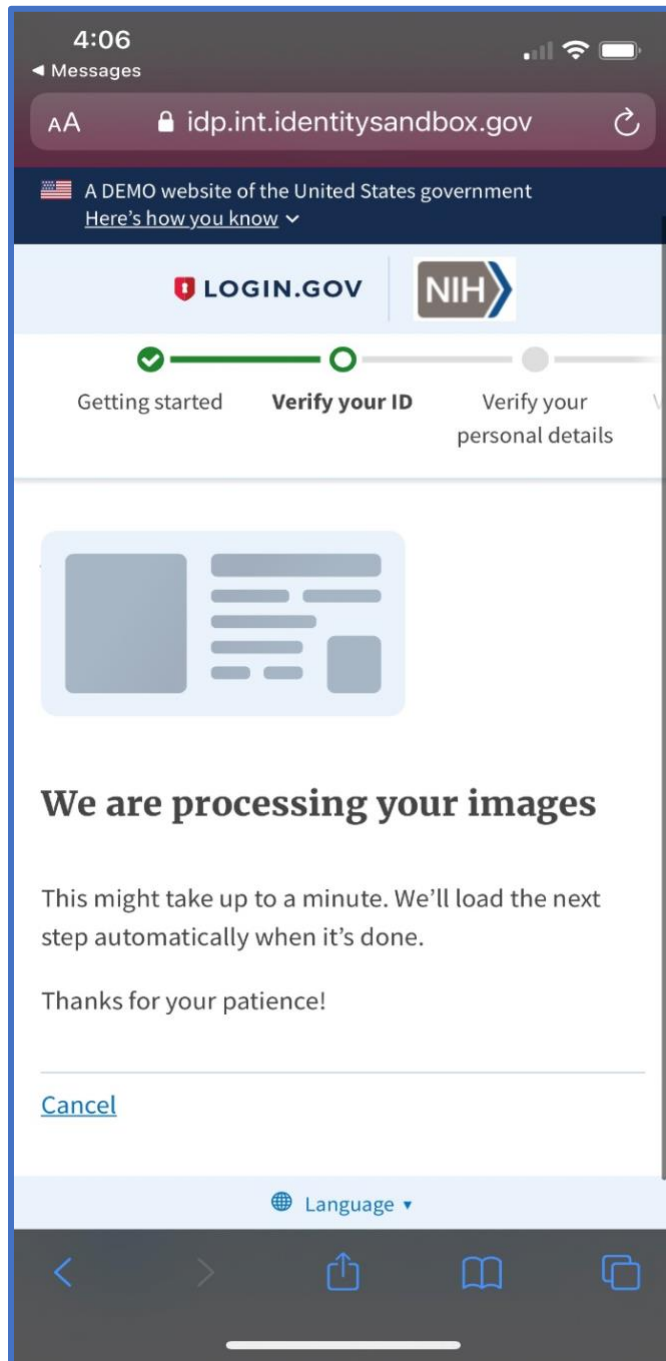 4:06
◀ Messages
AA idp.int.identitysandbox.gov
A DEMO website of the United States government
Here's how you know
LOGIN.GOV NIH
Getting started Verify your ID Verify your
personal details
We are processing your images
This might take up to a minute. We'll load the next
step automatically when it's done.
Thanks for your patience!
Cancel
Language